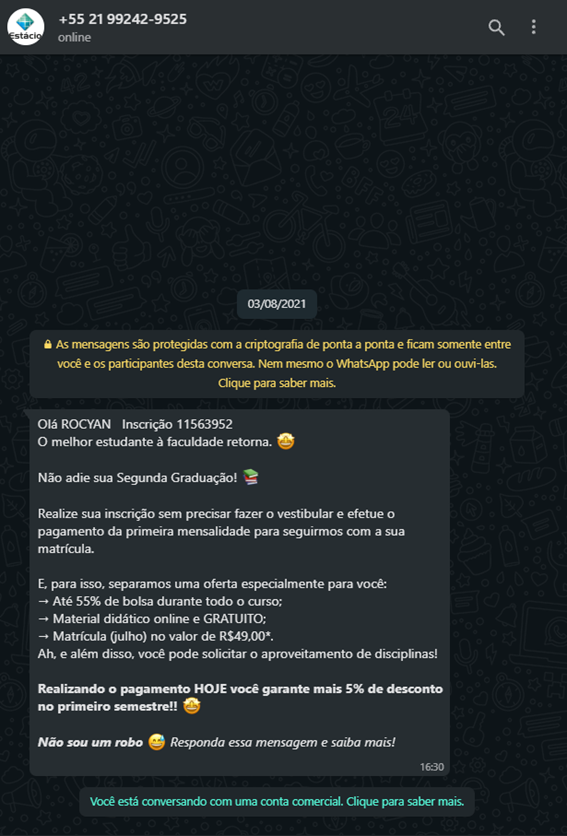 Estácio
+55 21 99242-9525
online
03/08/2021
As mensagens são protegidas com a criptografia de ponta a ponta e ficam somente entre
você e os participantes desta conversa. Nem mesmo o WhatsApp pode ler ou ouvi-las.
Clique para saber mais.
Olá ROCYAN   Inscrição 11563952
O melhor estudante à faculdade retorna. 🤩
Não adie sua Segunda Graduação! 📚
Realize sua inscrição sem precisar fazer o vestibular e efetue o
pagamento da primeira mensalidade para seguirmos com a sua
matrícula.
E, para isso, separamos uma oferta especialmente para você:
→ Até 55% de bolsa durante todo o curso;
→ Material didático online e GRATUITO;
→ Matrícula (julho) no valor de R$49,00*.
Ah, e além disso, você pode solicitar o aproveitamento de disciplinas!
Realizando o pagamento HOJE você garante mais 5% de desconto
no primeiro semestre!! 🤩
Não sou um robo 😅 Responda essa mensagem e saiba mais!
16:30
Você está conversando com uma conta comercial. Clique para saber mais.